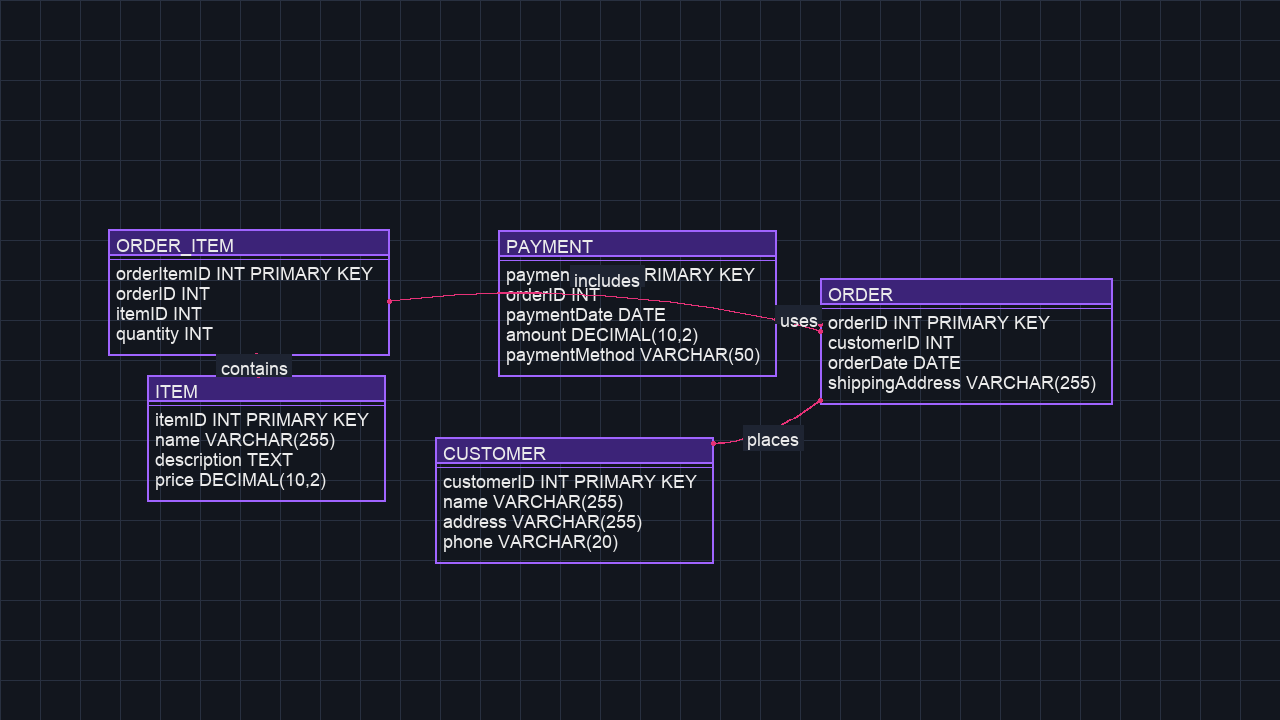 ORDER_ITEM
orderItemID INT PRIMARY KEY
orderID INT
itemID INT
quantity INT
contains
ITEM
itemID INT PRIMARY KEY
name VARCHAR(255)
description TEXT
price DECIMAL(10,2)
PAYMENT
includes
KEY
orderID INT
paymentDate DATE
amount DECIMAL(10,2)
paymentMethod VARCHAR(50)
uses
ORDER
orderID INT PRIMARY KEY
customerID INT
orderDate DATE
shippingAddress VARCHAR(255)
places
CUSTOMER
customerID INT PRIMARY KEY
name VARCHAR(255)
address VARCHAR(255)
phone VARCHAR(20)